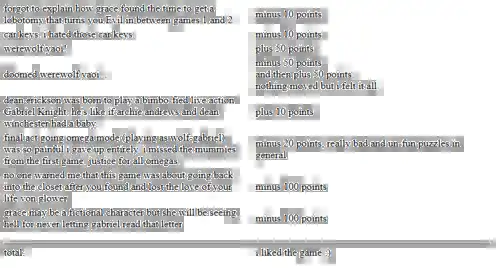 forgot to explain how grace found the time to get a
lobotomy that turns you Evil in between games 1 and 2
minus 10 points
car keys. i hated those car keys.
minus 10 points
werewolf yaoi!
plus 50 points
doomed werewolf yaoi...
minus 50 points
and then plus 50 points
nothing moved but i felt it all
dean erickson was born to play a bimbo-fied live action
Gabriel Knight. he's like if archie andrews and dean
winchester had a baby
plus 10 points
final act going omega mode (playing as wolf gabriel)
was so painful i gave up entirely. i missed the mummies
from the first game. justice for all omegas
minus 20 points, really bad and un-fun puzzles in
general
no one warned me that this game was about going back
into the closet after you found and lost the love of your
life von glower
minus 100 points
grace may be a fictional character but she will be seeing
hell for never letting gabriel read that letter
minus 100 points
total:
i liked the game :)